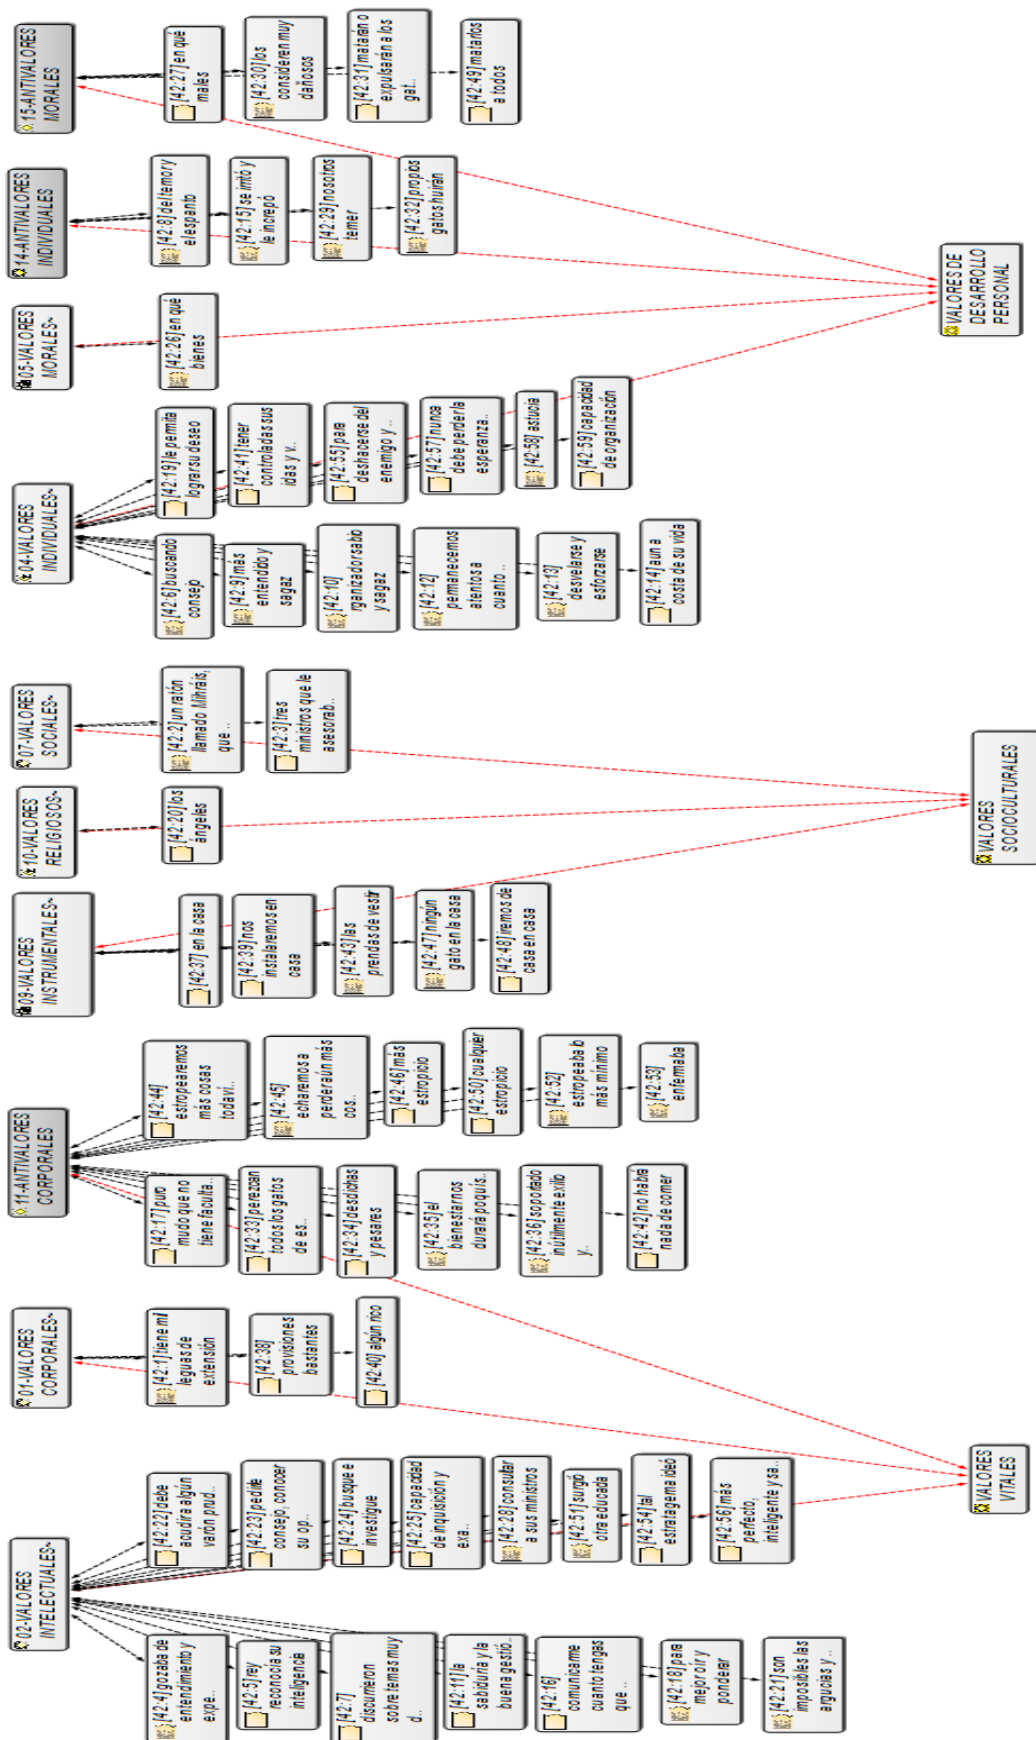 15-ANTIVALORES
MORALES
[42:27] en qué
males
[42:30] los
consideren muy
dañosos
[42:31] matarán o
expulsarán a los
gat..
[42:49] matarlos
a todos
14-ANTIVALORES
INDIVIDUALES
[42:8] del temor y
el espanto
[42:15] se irritó y
le increpó
[42:29] nosotros
temer
[42:32] propios
gatos huirán
05-VALORES
MORALES~
[42:26] en qué
bienes
04-VALORES
INDIVIDUALES~
[42:19] le permita
lograr su deseo
[42:41] tener
controladas sus
idas y v..
[42:55] para
deshacerse del
enemigo y ..
[42:57] nunca
debe perder la
esperanza..
[42:58] astucia
[42:59] capacidad
de organización
[42:6] buscando
consejo
[42:9] más
entendido y
sagaz
[42:10]
rganizador sabio
y sagaz
[42:12]
permanecemos
atentos a
cuanto ..
[42:13]
desvelarse y
esforzarse
[42:14] aun a
costa de su vida
VALORES DE
DESARROLLO
PERSONAL
07-VALORES
SOCIALES~
[42:2] un ratón
llamado Mihráis,
que ..
[42:3] tres
ministros que le
asesorab..
10-VALORES
RELIGIOSOS~
[42:20] los
ángeles
09-VALORES
INSTRUMENTALES~
[42:37] en la casa
[42:39] nos
instalaremos en
casa
[42:43] las
prendas de vestir
[42:47] ningún
gato en la casa
[42:48] iremos de
casa en casa
VALORES
SOCIOCULTURALES
11-ANTIVALORES
CORPORALES
[42:44]
estropearemos
más cosas
todaví..
[42:45]
echaremos a
perder aún más
cos..
[42:46] más
estropicio
[42:50] cualquier
estropicio
[42:52]
estropeaba lo
más mínimo
[42:53]
enfermaba
[42:17] puro
mudo que no
tiene faculta..
[42:33] perezcan
todos los gatos
de es..
[42:34] desdichas
y pesares
[42:35] el
bienestar nos
durará poquís..
[42:36] soportado
inútilmente exilio
y..
[42:42] no habrá
nada de comer
01-VALORES
CORPORALES~
[42:1] tiene mil
leguas de
extensión
[42:38]
provisiones
bastantes
[42:40] algún rico
02-VALORES
INTELECTUALES~
[42:22] debe
acudir a algún
varón prud..
[42:23] pedirle
consejo, conocer
su op..
[42:24] busque e
investigue
[42:25] capacidad
de inquisición y
exa..
[42:28] consultar
a sus ministros
[42:51] surgió
otra educada
[42:54] tal
estratagema ideó
[42:56] más
perfecto,
inteligente y sa..
[42:4] gozaba de
entendimiento y
expe..
[42:5] rey
reconocía su
inteligencia
[42:7]
discurrieron
sobre temas muy
d..
[42:11] la
sabiduría y la
buena gestió..
[42:16]
comunicarme
cuanto tengas
que ..
[42:18] para
mejor oír y
ponderar
[42:21] son
imposibles las
argucias y ..
VALORES
VITALES